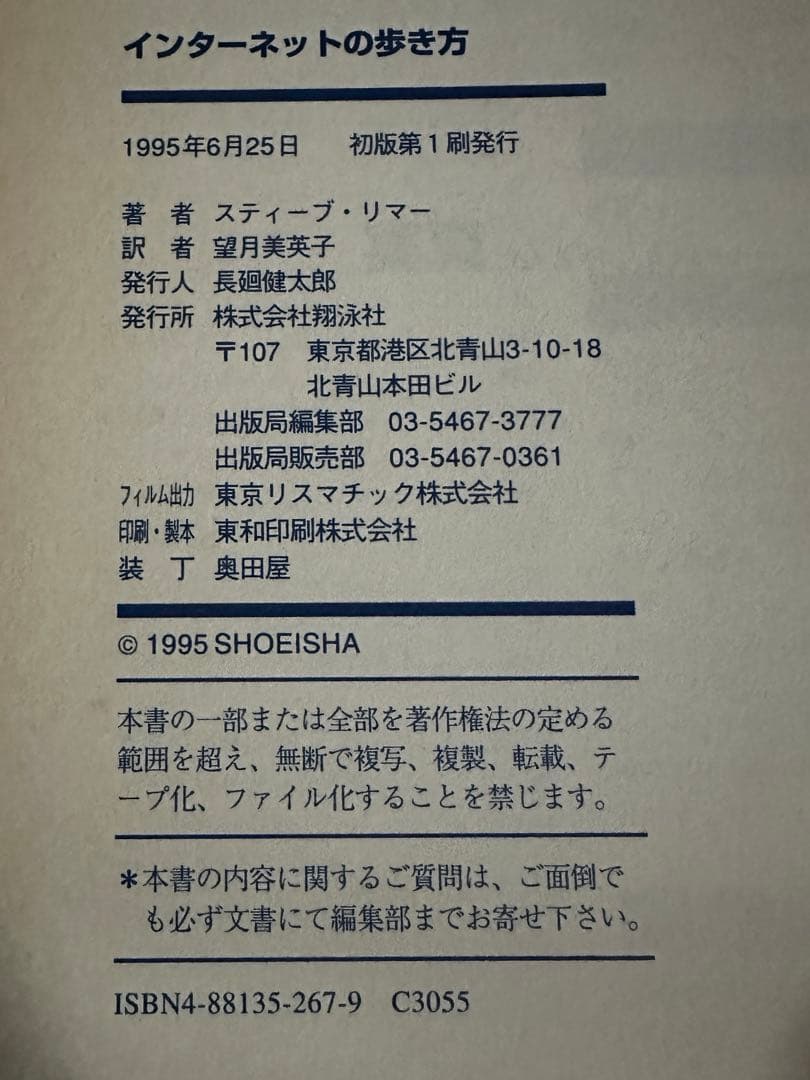 インターネットの歩き方
1995年6月25日　初版第1刷発行
著　者　スティーブ・リマー
訳　者　望月美英子
発行人　長廻健太郎
発行所　株式会社翔泳社
〒107　東京都港区北青山3-10-18
北青山本田ビル
出版局編集部　03-5467-3777
出版局販売部　03-5467-0361
フィルム出力　東京リスマチック株式会社
印刷・製本　東和印刷株式会社
装　丁　奥田屋
© 1995 SHOEISHA
本書の一部または全部を著作権法の定める
範囲を超え、無断で複写、複製、転載、テ
ープ化、ファイル化することを禁じます。
＊本書の内容に関するご質問は、ご面倒で
も必ず文書にて編集部までお寄せ下さい。
ISBN4-88135-267-9　C3055